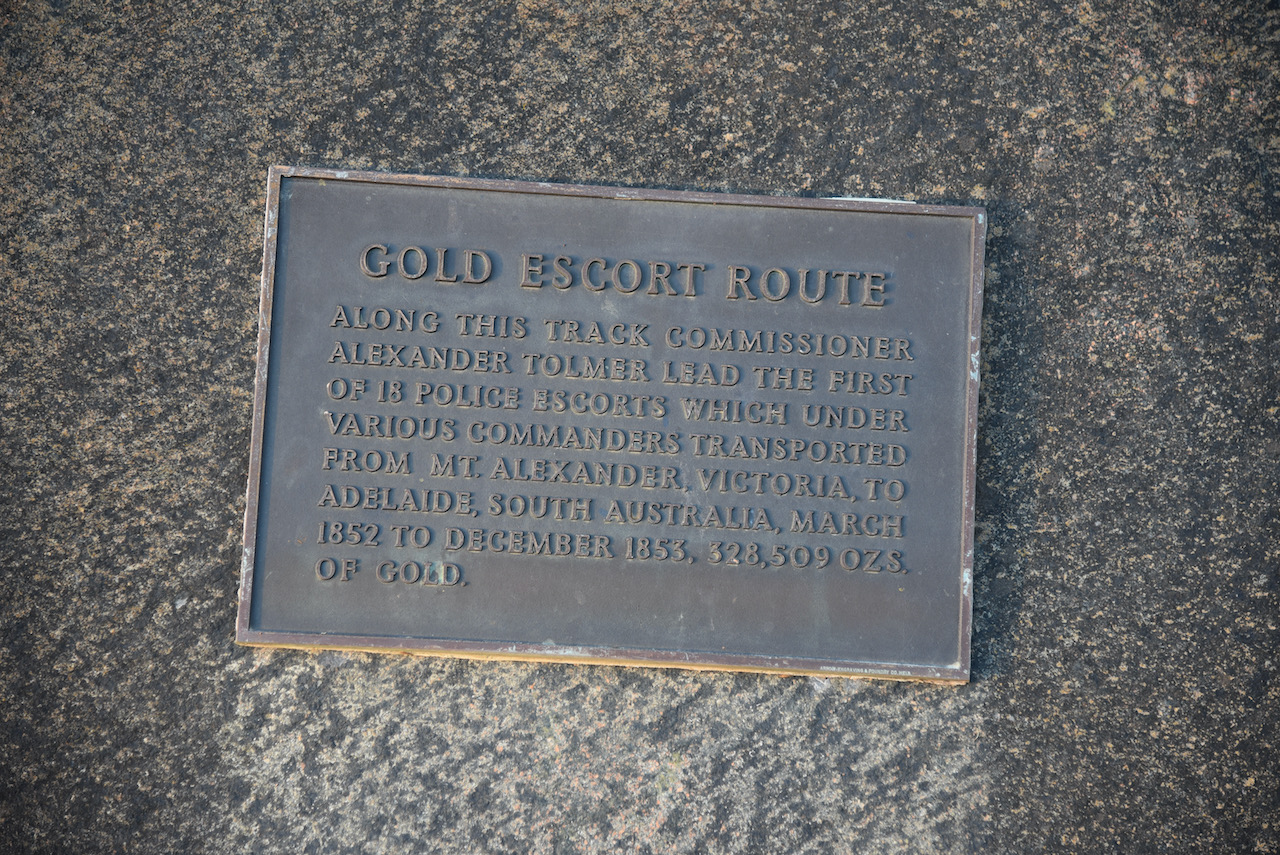 GOLD ESCORT ROUTE
ALONG THIS TRACK COMMISSIONER
ALEXANDER TOLMER LEAD THE FIRST
OF 18 POLICE ESCORTS WHICH UNDER
VARIOUS COMMANDERS TRANSPORTED
FROM MT. ALEXANDER, VICTORIA, TO
ADELAIDE, SOUTH AUSTRALIA, MARCH
1852 TO DECEMBER 1853, 328,509 OZS.
OF GOLD.